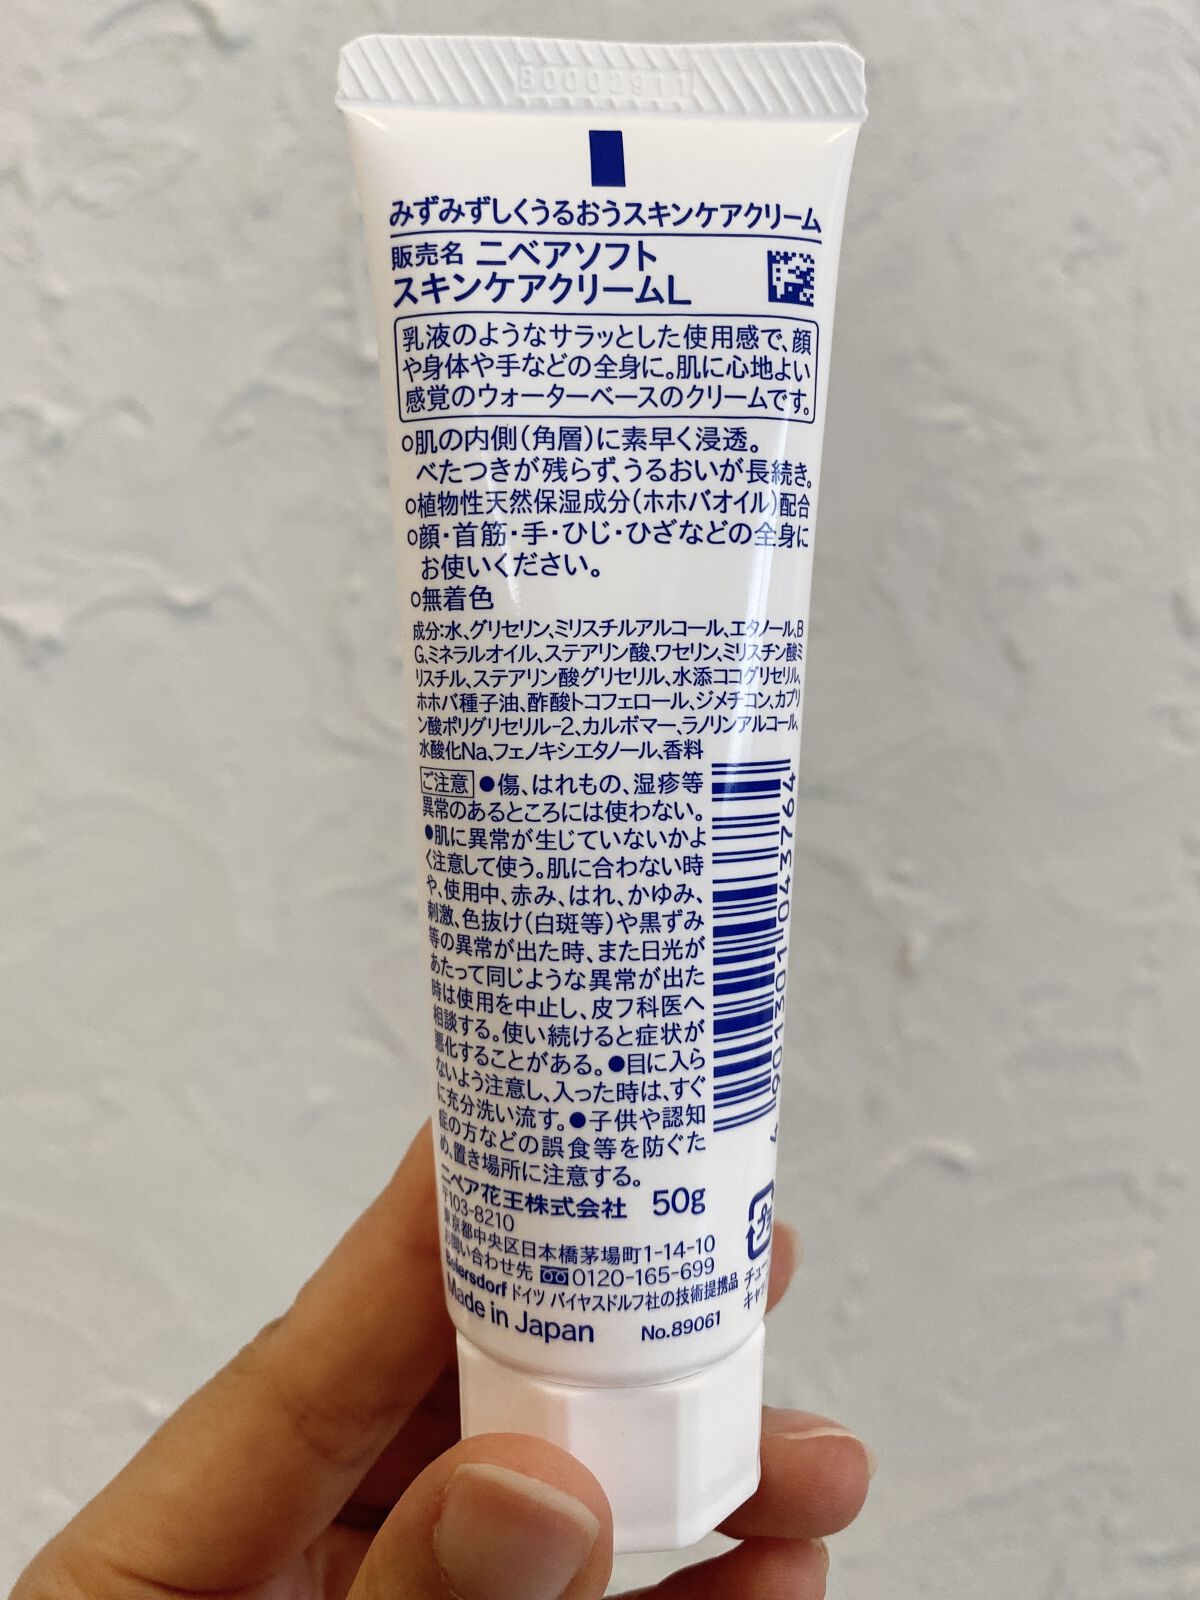 B0002911
みずみずしくうるおうスキンケアクリーム
販売名 ニベアソフト
スキンケアクリームL
乳液のようなサラッとした使用感で、顔
や身体や手などの全身に。肌に心地よい
感覚のウォーターベースのクリームです。
○肌の内側(角層)に素早く浸透。
べたつきが残らず、うるおいが長続き。
○植物性天然保湿成分(ホホバオイル)配合
○顔・首筋・手・ひじ・ひざなどの全身に
お使いください。
○無着色
成分:水、グリセリン、ミリスチルアルコール、エタノール、B
G、ミネラルオイル、ステアリン酸、ワセリン、ミリスチン酸ミ
リスチル、ステアリン酸グリセリル、水添ココグリセリル、
ホホバ種子油、酢酸トコフェロール、ジメチコン、カプリ
ン酸ポリグリセリル-2、カルボマー、ラノリンアルコール、
水酸化Na、フェノキシエタノール、香料
ご注意 ●傷、はれもの、湿疹等
異常のあるところには使わない。
●肌に異常が生じていないかよ
く注意して使う。肌に合わない時
や、使用中、赤み、はれ、かゆみ、
刺激、色抜け(白斑等)や黒ずみ
等の異常が出た時、また日光が
あたって同じような異常が出た
時は使用を中止し、皮フ科医へ
相談する。使い続けると症状が
悪化することがある。●目に入ら
ないよう注意し、入った時は、すぐ
に充分洗い流す。●子供や認知
症の方などの誤食等を防ぐた
め、置き場所に注意する。
4901301043764
ニベア花王株式会社 50g
〒103-8210
東京都中央区日本橋茅場町1-14-10
お問い合わせ先 0120-165-699
Beiersdorf ドイツ バイヤスドルフ社の技術提携品
Made in Japan No.89061
プラ
チュー
キャッ